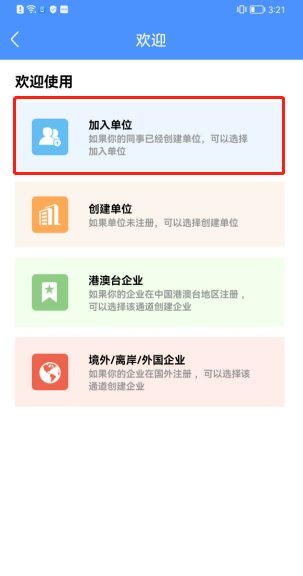 3:21
欢迎
欢迎使用
加入单位
如果你的同事已经创建单位，可以选择
加入单位
创建单位
如果单位未注册，可以选择创建单位
港澳台企业
如果你的企业在中国港澳台地区注册，
可以选择该通道创建企业
境外/离岸/外国企业
如果你的企业在国外注册，可以选择该
通道创建企业